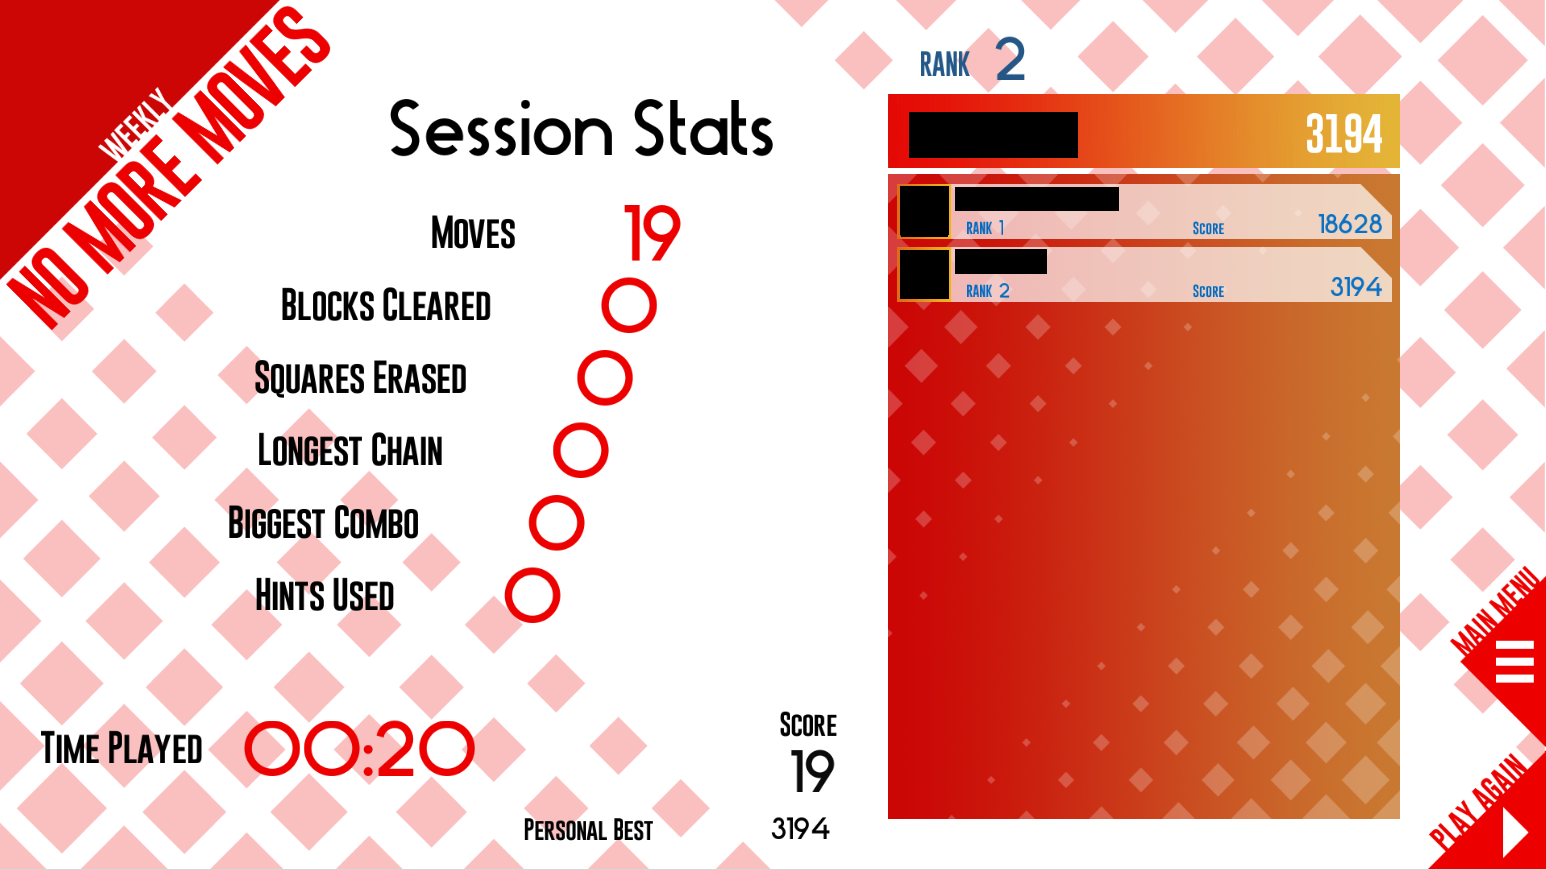 WEEKLY
NO MORE MOVES
Session Stats
MOVES 19
BLOCKS CLEARED 0
SQUARES ERASED 0
LONGEST CHAIN 0
BIGGEST COMBO 0
HINTS USED 0
TIME PLAYED 00:20
SCORE
19
PERSONAL BEST 3194
RANK 2
3194
RANK 1 SCORE 18628
RANK 2 SCORE 3194
MAIN MENU
PLAY AGAIN